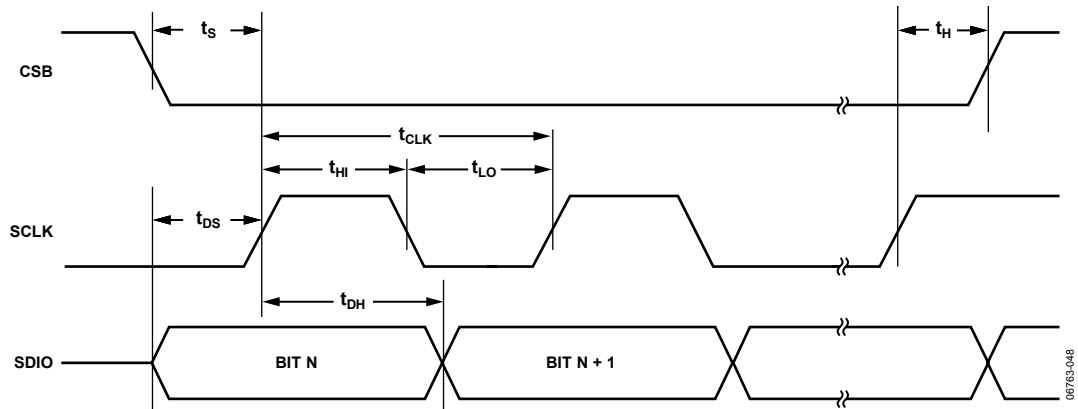 tS
tH
CSB
tCLK
tHI
tLO
tDS
SCLK
tDH
SDIO
BIT N
BIT N + 1
06763-048